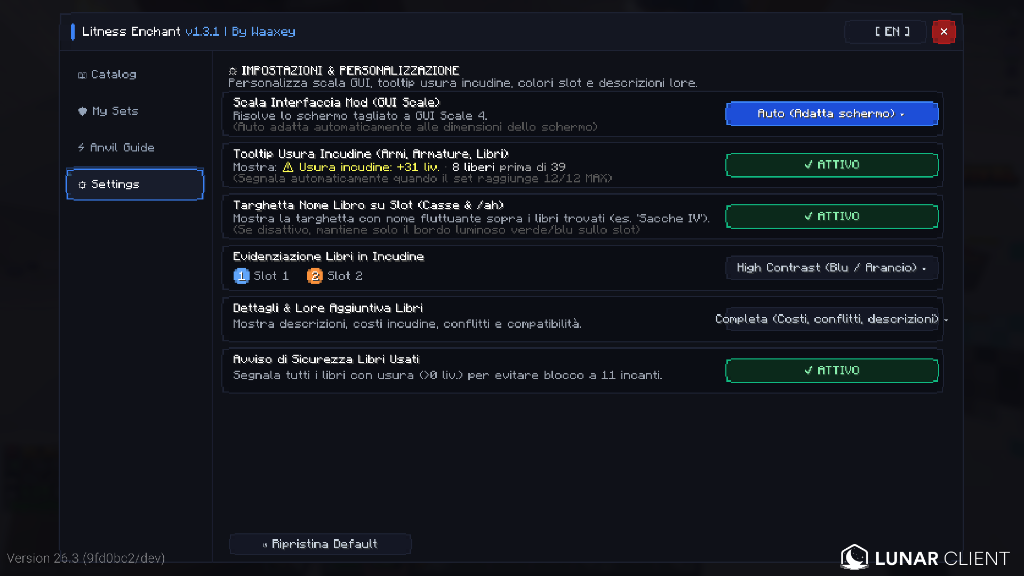 Litness Enchant v1.3.1 | By Waaxey
[ EN ]
×
Catalog
My Sets
Anvil Guide
Settings
IMPOSTAZIONI & PERSONALIZZAZIONE
Personalizza scala GUI, tooltip usura incudine, colori slot e descrizioni lore.
Scala Interfaccia Mod (GUI Scale)
Risolve lo schermo tagliato a GUI Scale 4.
(Auto adatta automaticamente alle dimensioni dello schermo)
Auto (Adatta schermo)
Tooltip Usura Incudine (Armi, Armature, Libri)
Mostra: ⚠ Usura incudine: +31 liv. · 8 liberi prima di 39
(Segnala automaticamente quando il set raggiunge 12/12 MAX)
✓ ATTIVO
Targhetta Nome Libro su Slot (Casse & /ah)
Mostra la targhetta con nome fluttuante sopra i libri trovati (es. 'Sacche IV').
(Se disattivo, mantiene solo il bordo luminoso verde/blu sullo slot)
✓ ATTIVO
Evidenziazione Libri in Incudine
1 Slot 1 2 Slot 2
High Contrast (Blu / Arancio)
Dettagli & Lore Aggiuntiva Libri
Mostra descrizioni, costi incudine, conflitti e compatibilità.
Completa (Costi, conflitti, descrizioni)
Avviso di Sicurezza Libri Usati
Segnala tutti i libri con usura (>0 liv.) per evitare blocco a 11 incanti.
✓ ATTIVO
Ripristina Default
Version 26.3 (9fd0bc2/dev)
LUNAR CLIENT